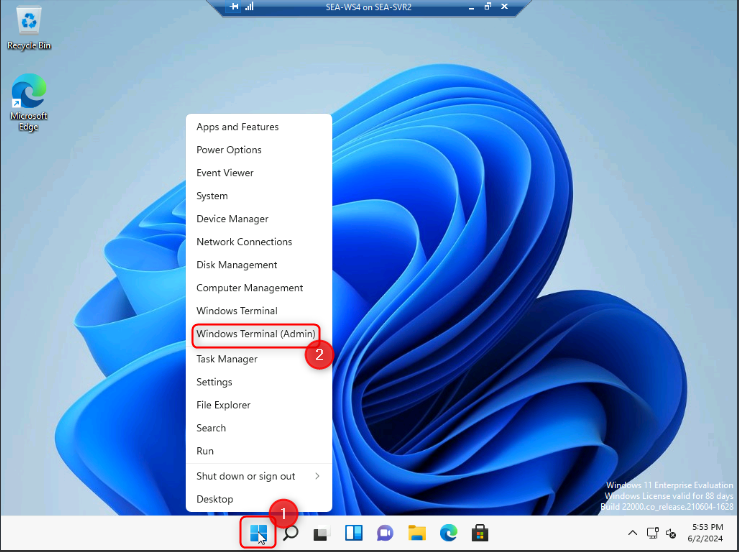 SEA-WS4 on SEA-SVR2
Recycle Bin
Microsoft
Edge
Apps and Features
Power Options
Event Viewer
System
Device Manager
Network Connections
Disk Management
Computer Management
Windows Terminal
Windows Terminal (Admin)
2
Task Manager
Settings
File Explorer
Search
Run
Shut down or sign out
Desktop
1
Windows 11 Enterprise Evaluation
Windows License valid for 88 days
Build 22000.co_release.210604-1628
5:53 PM
6/2/2024